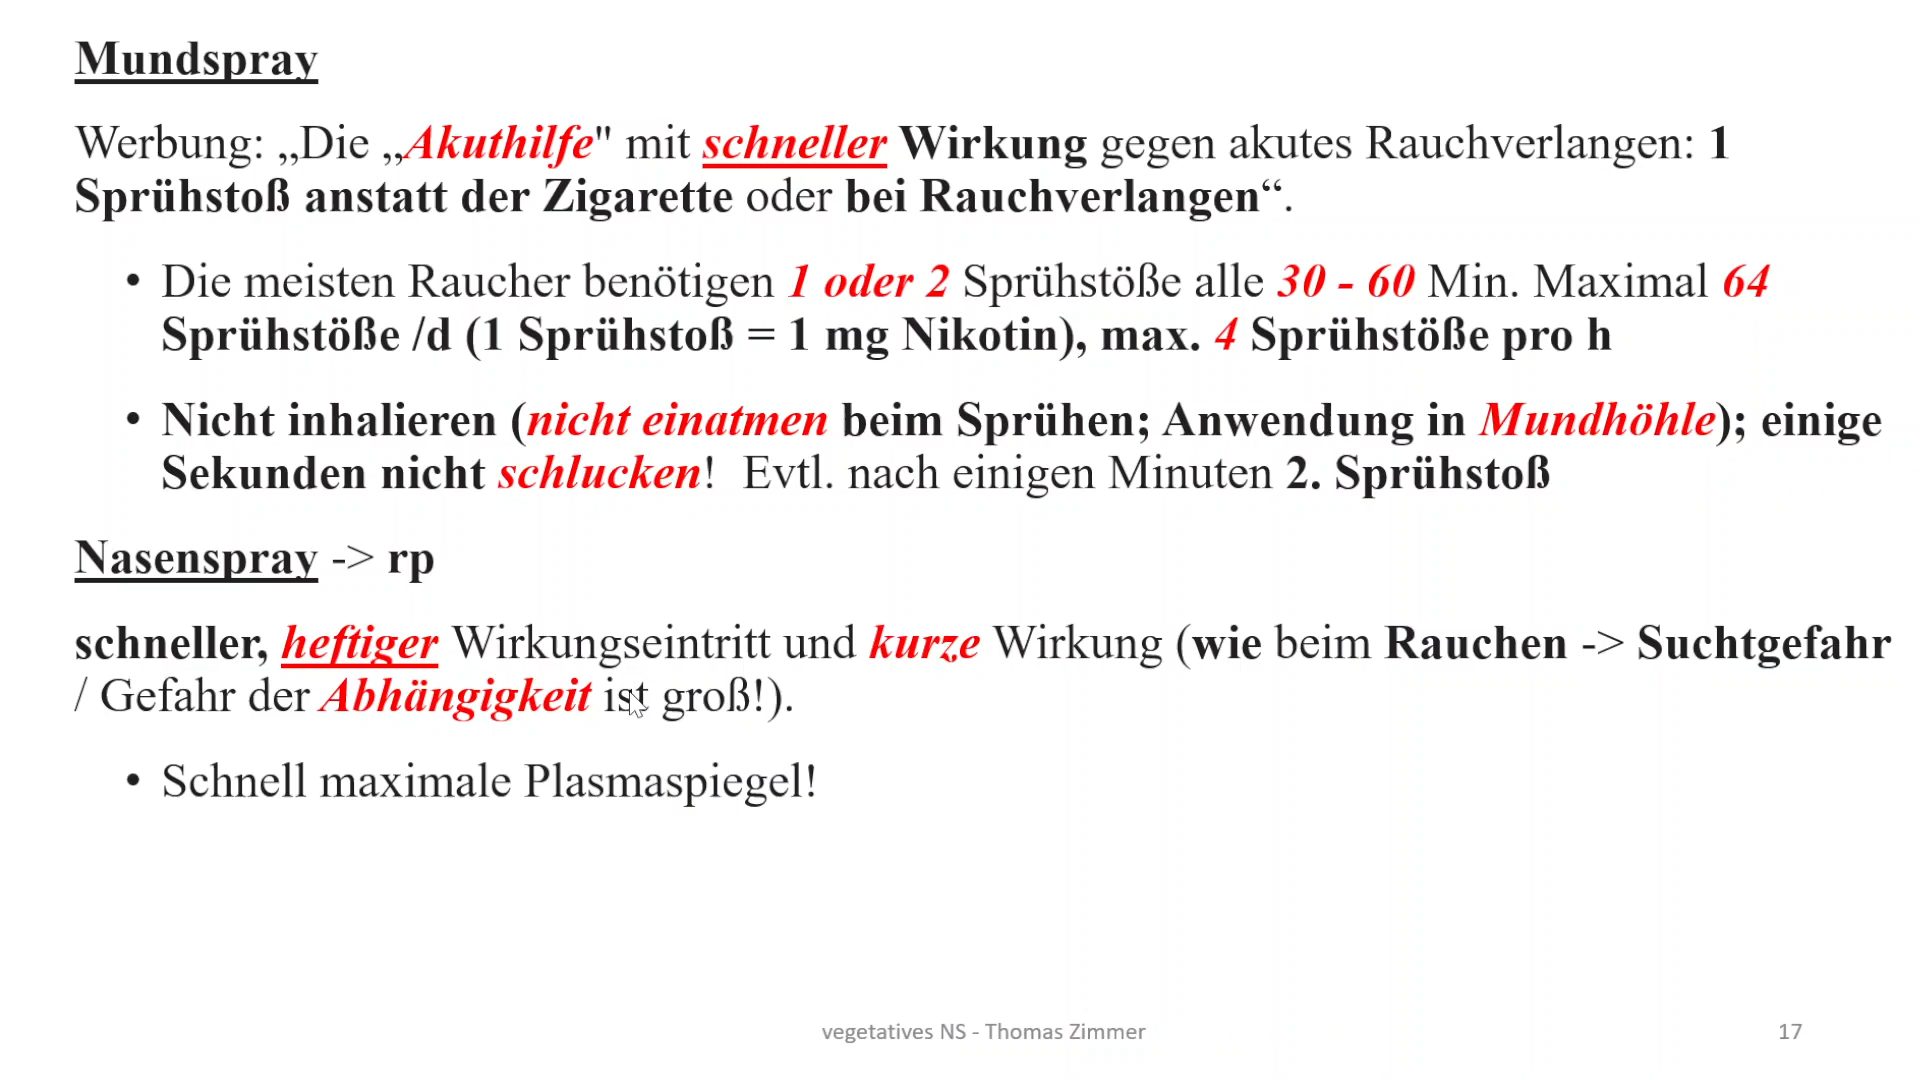 Mundspray
Werbung: „Die „Akuthilfe" mit schneller Wirkung gegen akutes Rauchverlangen: 1
Sprühstoß anstatt der Zigarette oder bei Rauchverlangen“.
• Die meisten Raucher benötigen 1 oder 2 Sprühstöße alle 30 - 60 Min. Maximal 64
Sprühstöße /d (1 Sprühstoß = 1 mg Nikotin), max. 4 Sprühstöße pro h
• Nicht inhalieren (nicht einatmen beim Sprühen; Anwendung in Mundhöhle); einige
Sekunden nicht schlucken! Evtl. nach einigen Minuten 2. Sprühstoß
Nasenspray -> rp
schneller, heftiger Wirkungseintritt und kurze Wirkung (wie beim Rauchen -> Suchtgefahr
/ Gefahr der Abhängigkeit ist groß!).
• Schnell maximale Plasmaspiegel!
vegetatives NS - Thomas Zimmer
17